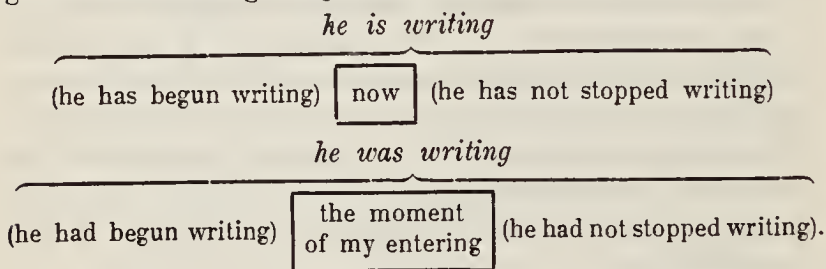 he is writing
(he has begun writing) now (he has not stopped writing)
he was writing
(he had begun writing) the moment
of my entering (he had not stopped writing).